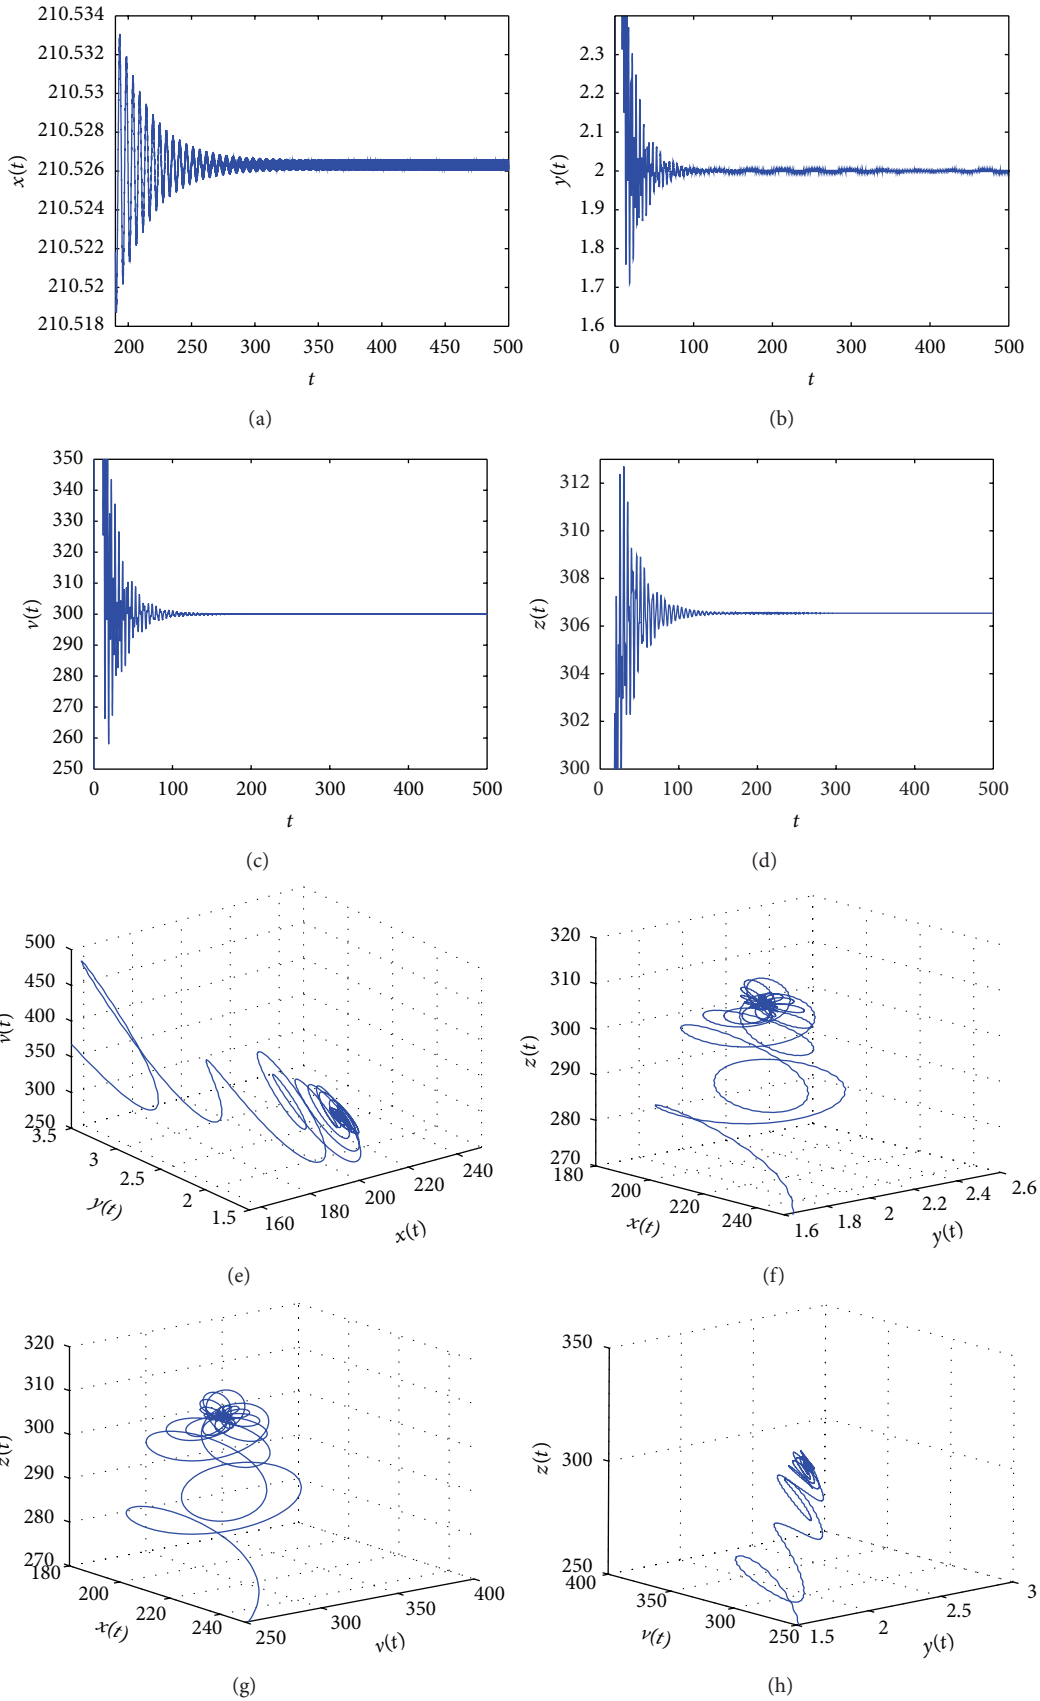 210.534
210.532
210.53
210.528
210.526
210.524
210.522
210.52
210.518
x(t)
200 250 300 350 400 450 500
t
(a)
2.3
2.2
2.1
2
1.9
1.8
1.7
1.6
y(t)
0 100 200 300 400 500
t
(b)
350
340
330
320
310
300
290
280
270
260
250
v(t)
0 100 200 300 400 500
t
(c)
312
310
308
306
304
302
300
z(t)
0 100 200 300 400 500
t
(d)
500
450
400
350
300
250
v(t)
3.5
3
2.5
2
1.5
y(t)
160 180 200 220 240
x(t)
(e)
320
310
300
290
280
270
z(t)
180
200
220
240
x(t)
1.6 1.8 2 2.2 2.4 2.6
y(t)
(f)
320
310
300
290
280
270
z(t)
180
200
220
240
x(t)
250 300 350 400
v(t)
(g)
350
300
250
z(t)
400
350
300
250
v(t)
1.5 2 2.5 3
y(t)
(h)